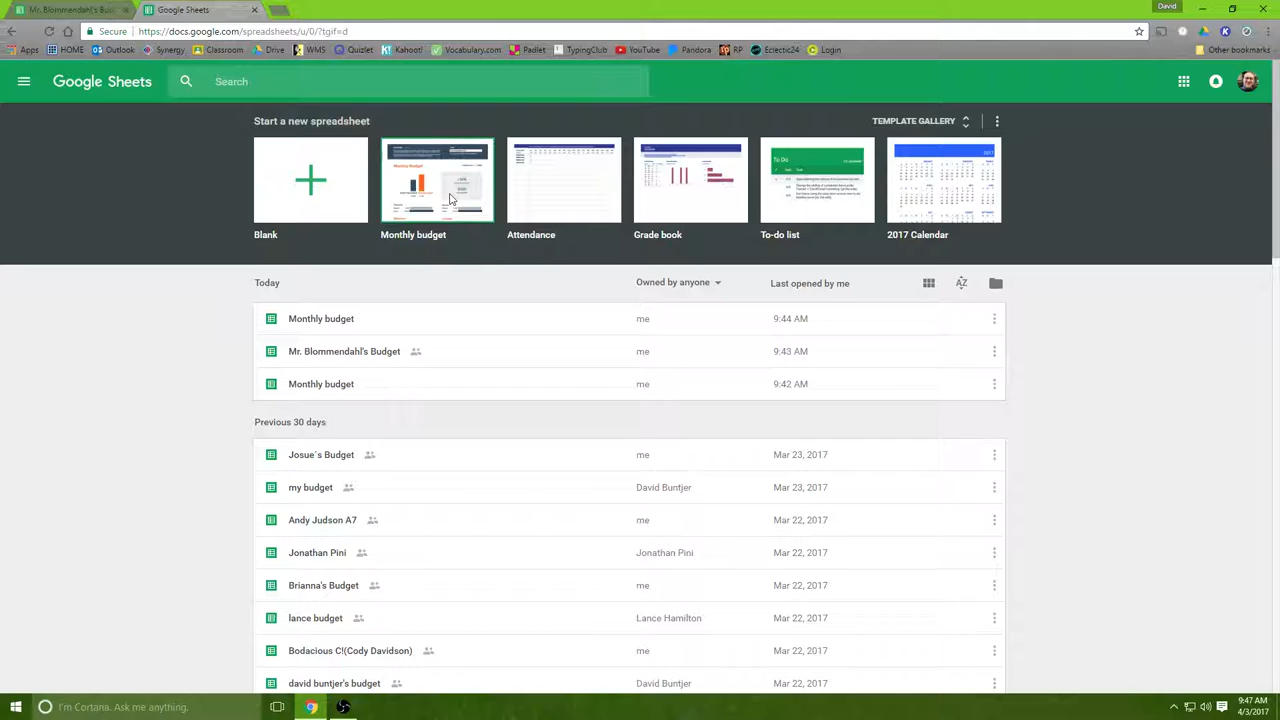 Mr. Blommendahl's Bud
Google Sheets
David
Secure
https://docs.google.com/spreadsheets/u/0/?tgif=d
Apps HOME Outlook Synergy Classroom Drive WMS Quizlet Kahoot! Vocabulary.com Padlet TypingClub YouTube Pandora RP Eclectic24 Login Other bookmarks
Google Sheets
Search
Start a new spreadsheet
TEMPLATE GALLERY
Monthly Budget
To Do
2017
Blank
Monthly budget
Attendance
Grade book
To-do list
2017 Calendar
Today Owned by anyone Last opened by me
AZ
Monthly budget me 9:44 AM
Mr. Blommendahl's Budget me 9:43 AM
Monthly budget me 9:42 AM
Previous 30 days
Josue´s Budget me Mar 23, 2017
my budget David Buntjer Mar 23, 2017
Andy Judson A7 me Mar 22, 2017
Jonathan Pini Jonathan Pini Mar 22, 2017
Brianna's Budget me Mar 22, 2017
lance budget Lance Hamilton Mar 22, 2017
Bodacious C!(Cody Davidson) me Mar 22, 2017
david buntjer's budget David Buntjer Mar 22, 2017
I'm Cortana. Ask me anything.
9:47 AM
4/3/2017